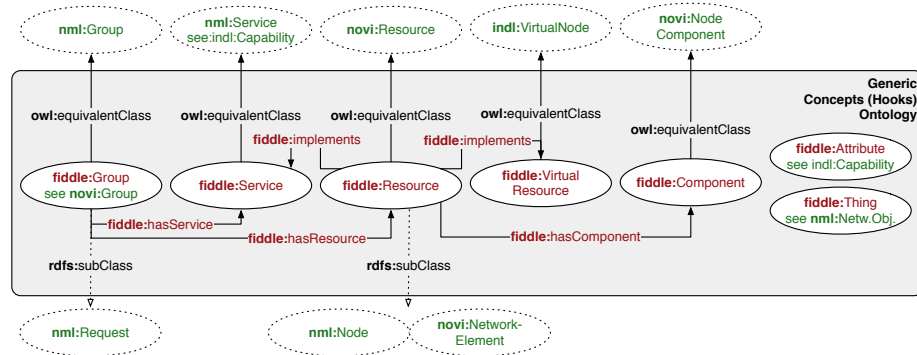 nml:Group
nml:Service
see:indl:Capability
novi:Resource
indl:VirtualNode
novi:Node
Component
Generic
Concepts (Hooks)
Ontology
owl:equivalentClass
owl:equivalentClass
owl:equivalentClass
owl:equivalentClass
owl:equivalentClass
fiddle:implements
fiddle:implements
fiddle:Group
see novi:Group
fiddle:Service
fiddle:Resource
fiddle:Virtual
Resource
fiddle:Component
fiddle:Attribute
see indl:Capability
fiddle:Thing
see nml:Netw.Obj.
fiddle:hasService
fiddle:hasResource
fiddle:hasComponent
rdfs:subClass
rdfs:subClass
nml:Request
nml:Node
novi:Network-
Element